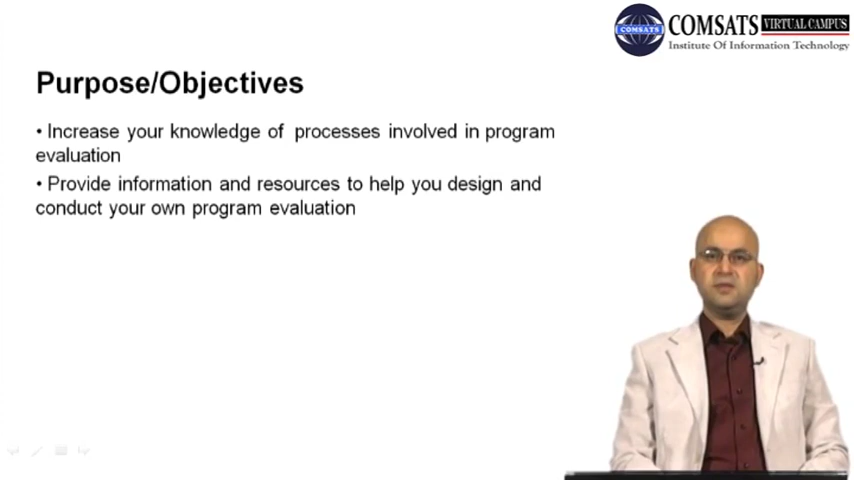 COMSATS VIRTUAL CAMPUS
COMSATS
Institute Of Information Technology
Purpose/Objectives
• Increase your knowledge of processes involved in program
evaluation
• Provide information and resources to help you design and
conduct your own program evaluation